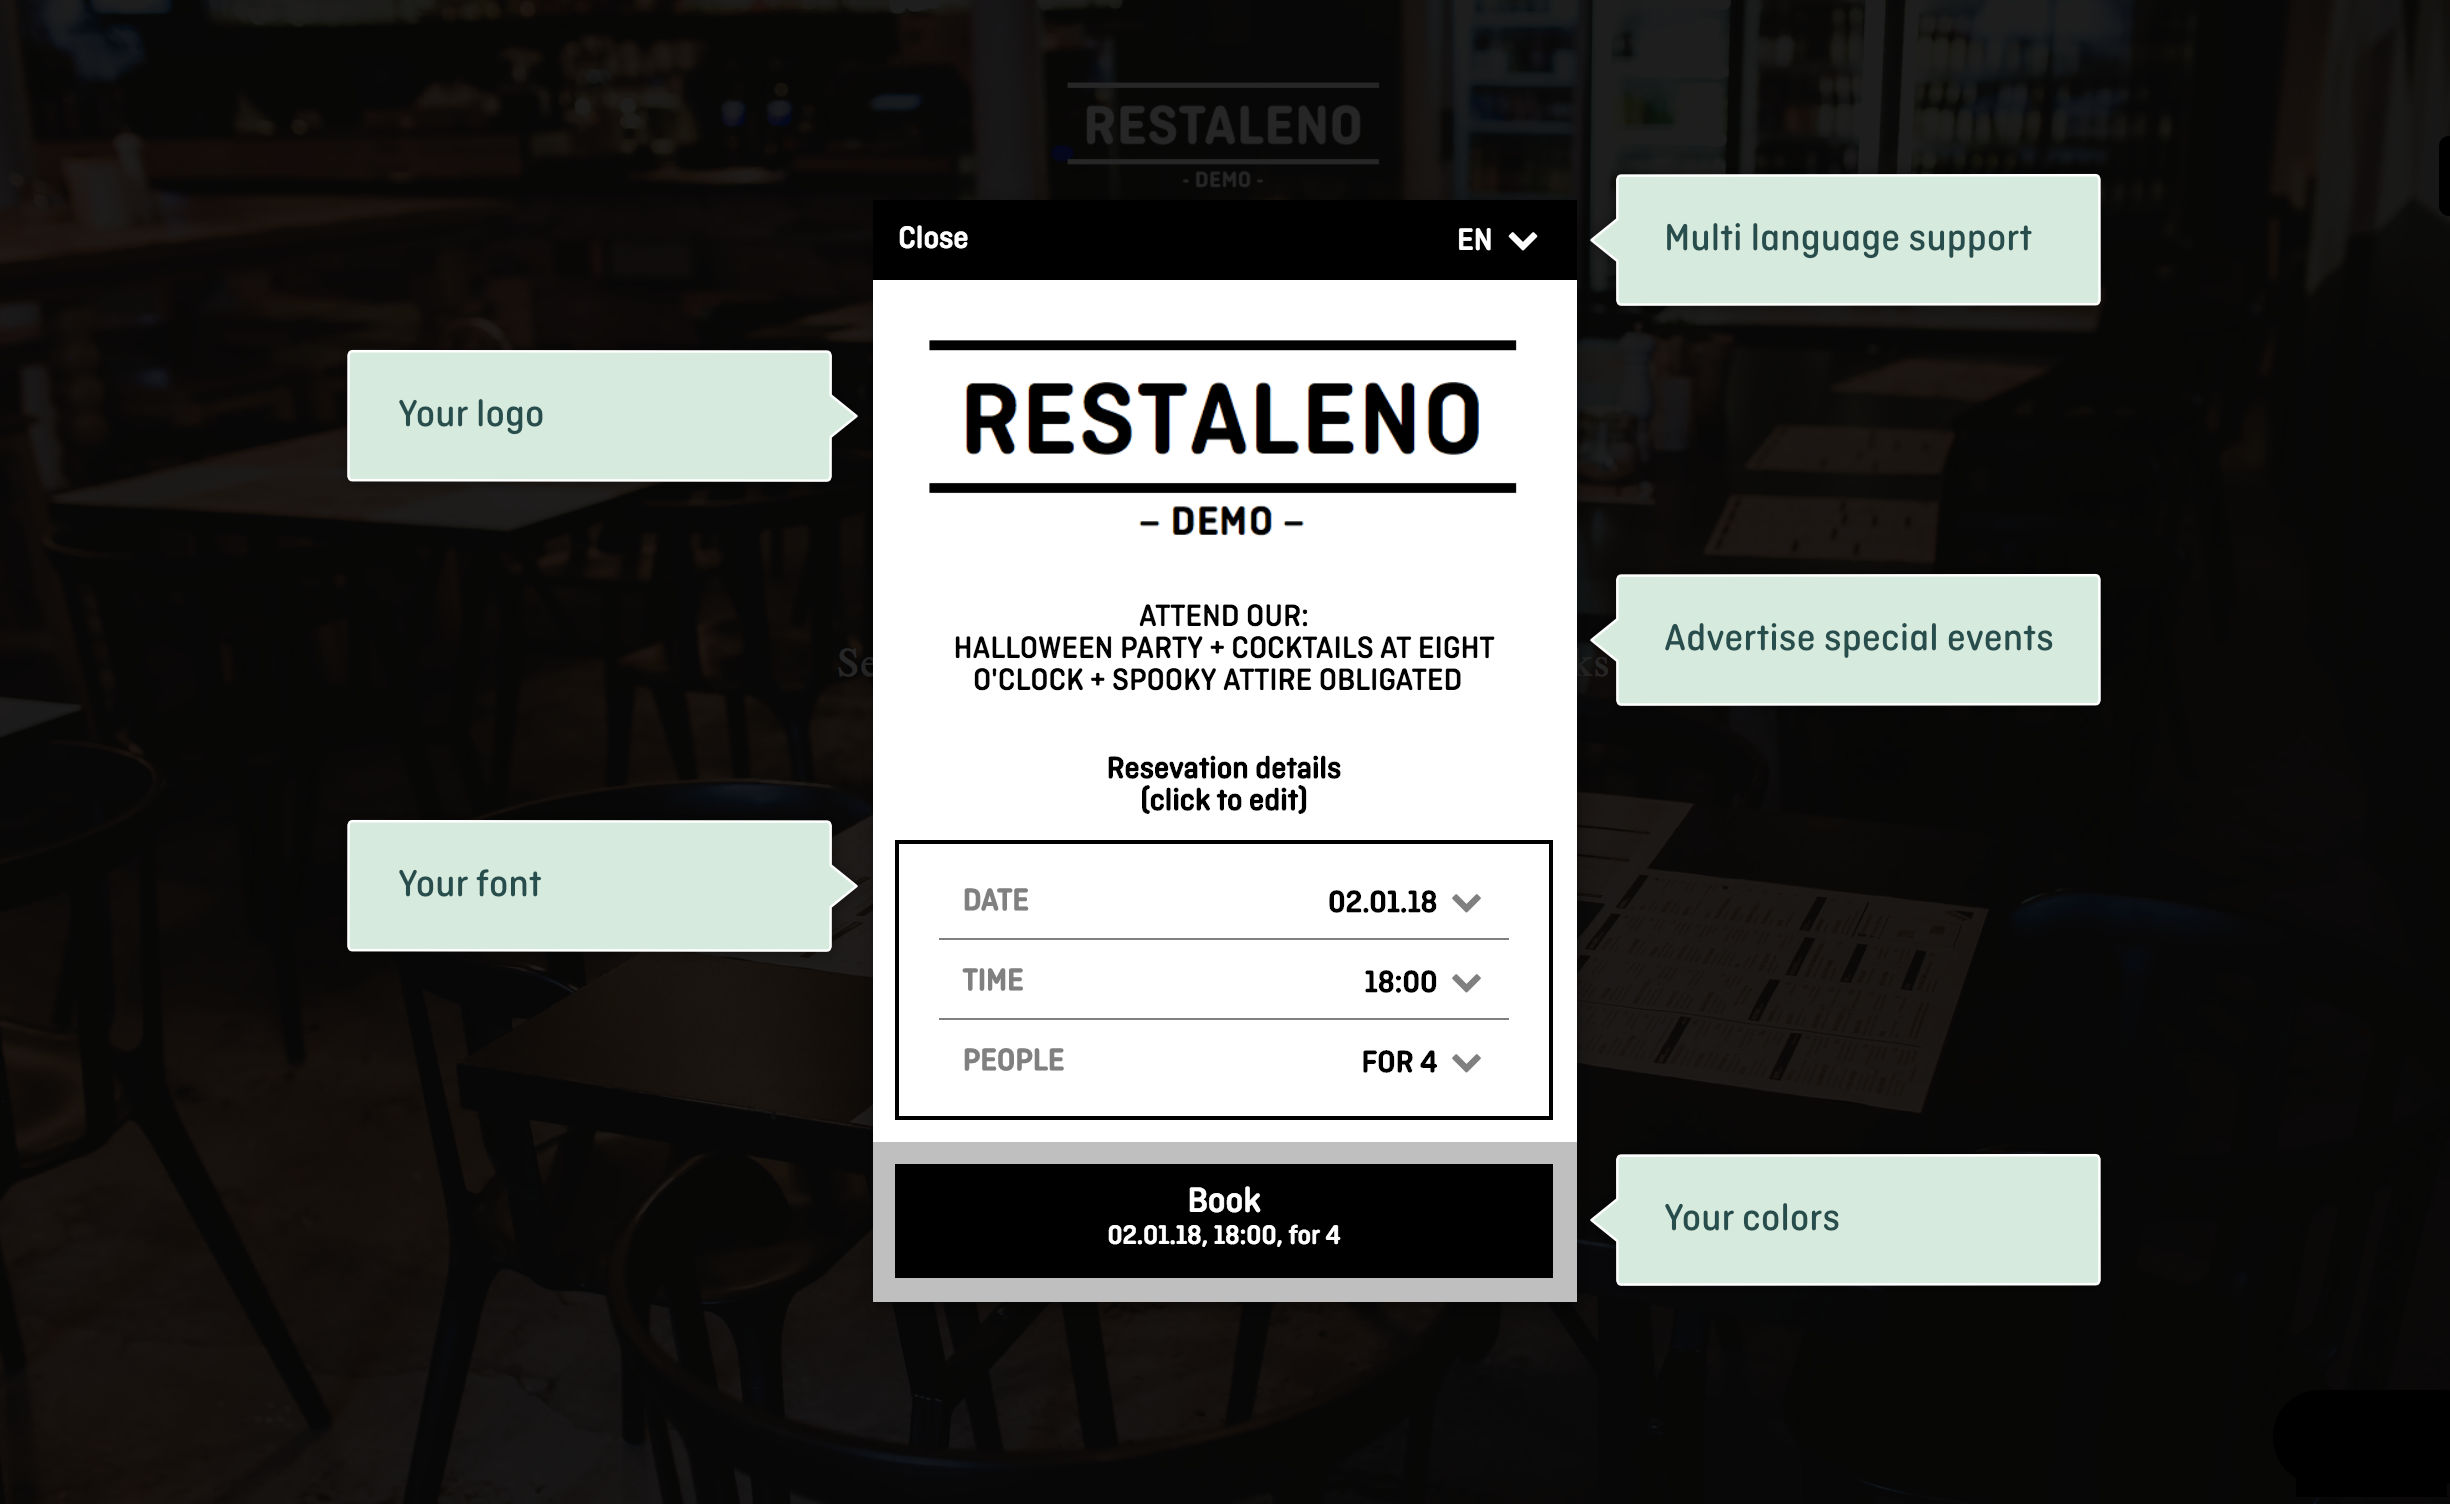 RESTALENO
- DEMO -
Close
EN
Multi language support
Your logo
RESTALENO
– DEMO –
ATTEND OUR:
HALLOWEEN PARTY + COCKTAILS AT EIGHT
O'CLOCK + SPOOKY ATTIRE OBLIGATED
Advertise special events
Resevation details
(click to edit)
Your font
DATE
02.01.18
TIME
18:00
PEOPLE
FOR 4
Book
02.01.18, 18:00, for 4
Your colors